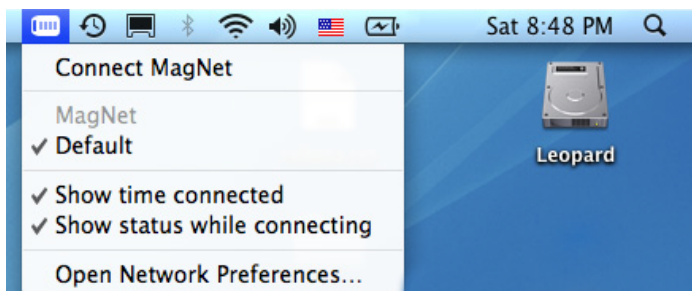 Sat 8:48 PM
Connect MagNet
MagNet
✓ Default
✓ Show time connected
✓ Show status while connecting
Open Network Preferences...
Leopard